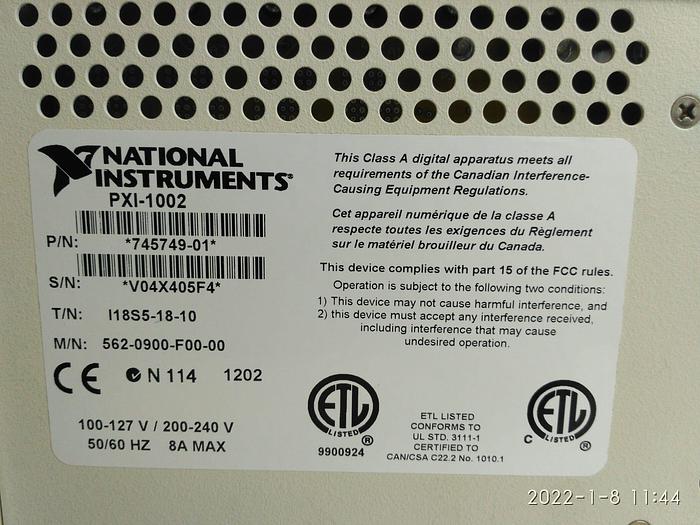 NATIONAL
INSTRUMENTS®
PXI-1002
P/N: *745749-01*
S/N: *V04X405F4*
T/N: I18S5-18-10
M/N: 562-0900-F00-00
CE N114 1202
100-127 V / 200-240 V
50/60 HZ 8A MAX
This Class A digital apparatus meets all
requirements of the Canadian Interference-
Causing Equipment Regulations.
Cet appareil numérique de la classe A
respecte toutes les exigences du Règlement
sur le matériel brouilleur du Canada.
This device complies with part 15 of the FCC rules.
Operation is subject to the following two conditions:
1) This device may not cause harmful interference, and
2) this device must accept any interference received,
including interference that may cause
undesired operation.
ETL
LISTED
®
9900924
ETL LISTED
CONFORMS TO
UL STD. 3111-1
CERTIFIED TO
CAN/CSA C22.2 No. 1010.1
ETL
C LISTED
®
2022-1-8 11:44